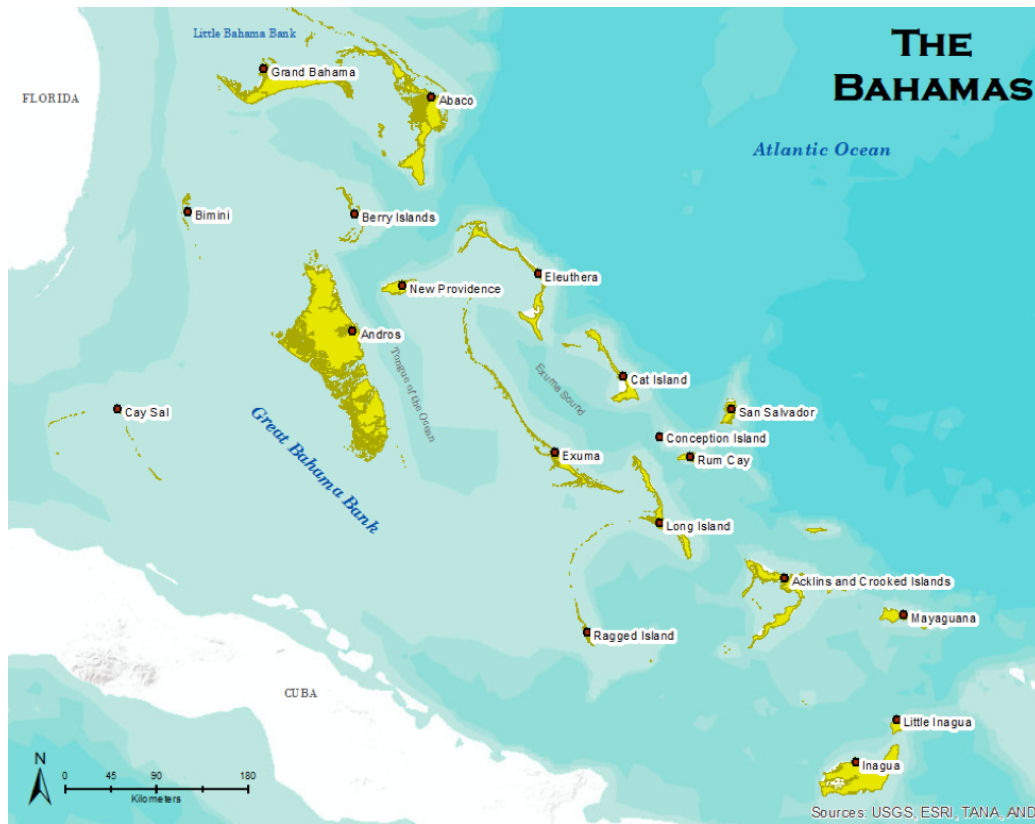 THE
BAHAMAS
Little Bahama Bank
Grand Bahama
FLORIDA
Abaco
Atlantic Ocean
Bimini
Berry Islands
Eleuthera
New Providence
Andros
Tongue of the Ocean
Exuma Sound
Cat Island
Cay Sal
San Salvador
Great Bahama Bank
Conception Island
Exuma
Rum Cay
Long Island
Acklins and Crooked Islands
Mayaguana
Ragged Island
CUBA
Little Inagua
Inagua
N
0 45 90 180
Kilometers
Sources: USGS, ESRI, TANA, AND